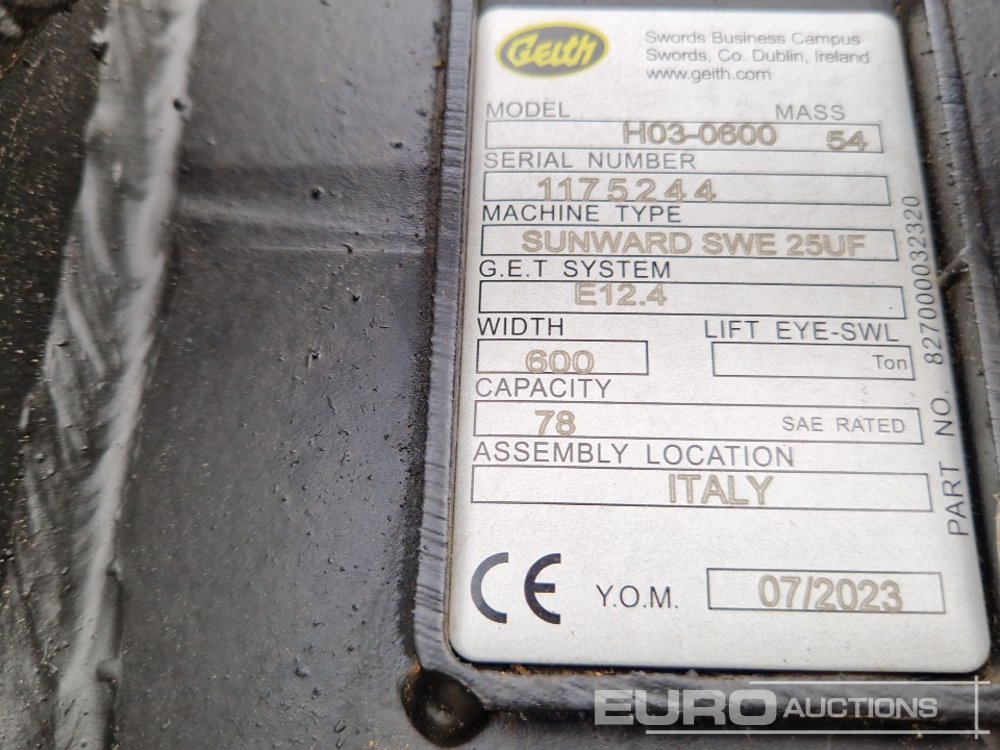 Geith
Swords Business Campus
Swords, Co. Dublin, Ireland
www.geith.com
MODEL MASS
H03-0600 54
SERIAL NUMBER
1175244
MACHINE TYPE
SUNWARD SWE 25UF
G.E.T SYSTEM
E12.4
WIDTH LIFT EYE-SWL
600 Ton
CAPACITY
78 SAE RATED
ASSEMBLY LOCATION
ITALY
CE Y.O.M. 07/2023
PART NO. 8270000032320
EURO AUCTIONS